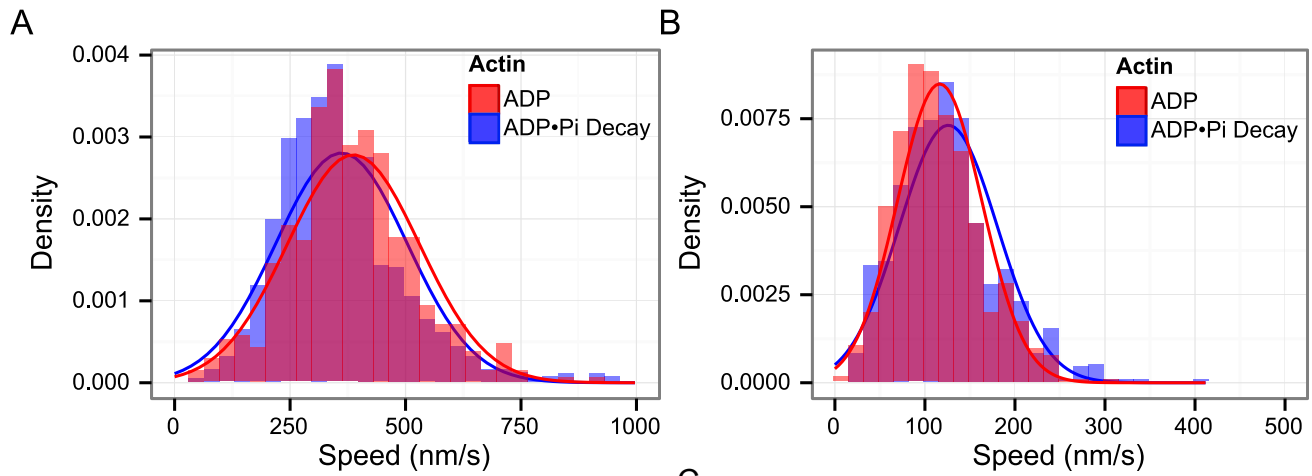 A
Density
0.004
0.003
0.002
0.001
0.000
Actin
ADP
ADP•Pi Decay
0 250 500 750 1000
Speed (nm/s)
B
Density
0.0075
0.0050
0.0025
0.0000
Actin
ADP
ADP•Pi Decay
0 100 200 300 400 500
Speed (nm/s)